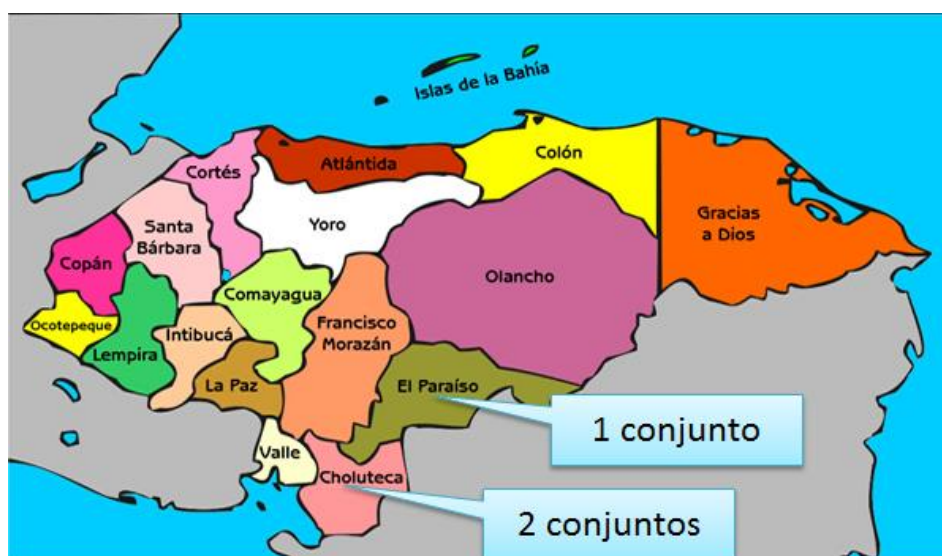 Islas de la Bahía
Cortés
Atlántida
Colón
Santa
Bárbara
Yoro
Gracias
a Dios
Copán
Olancho
Comayagua
Ocotepeque
Lempira
Intibucá
Francisco
Morazán
La Paz
El Paraíso
1 conjunto
Valle
Choluteca
2 conjuntos